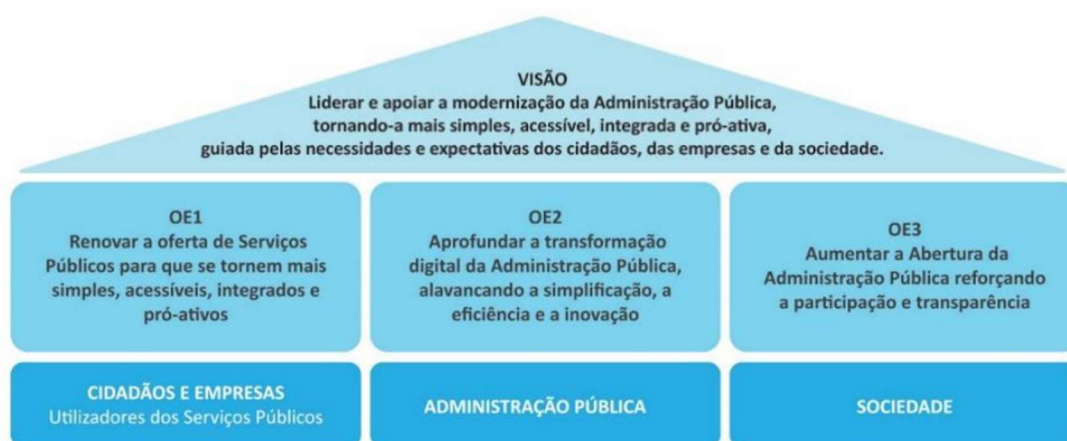 VISÃO
Liderar e apoiar a modernização da Administração Pública,
tornando-a mais simples, acessível, integrada e pró-ativa,
guiada pelas necessidades e expectativas dos cidadãos, das empresas e da sociedade.
OE1
Renovar a oferta de Serviços
Públicos para que se tornem mais
simples, acessíveis, integrados e
pró-ativos
OE2
Aprofundar a transformação
digital da Administração Pública,
alavancando a simplificação, a
eficiência e a inovação
OE3
Aumentar a Abertura da
Administração Pública reforçando
a participação e transparência
CIDADÃOS E EMPRESAS
Utilizadores dos Serviços Públicos
ADMINISTRAÇÃO PÚBLICA
SOCIEDADE